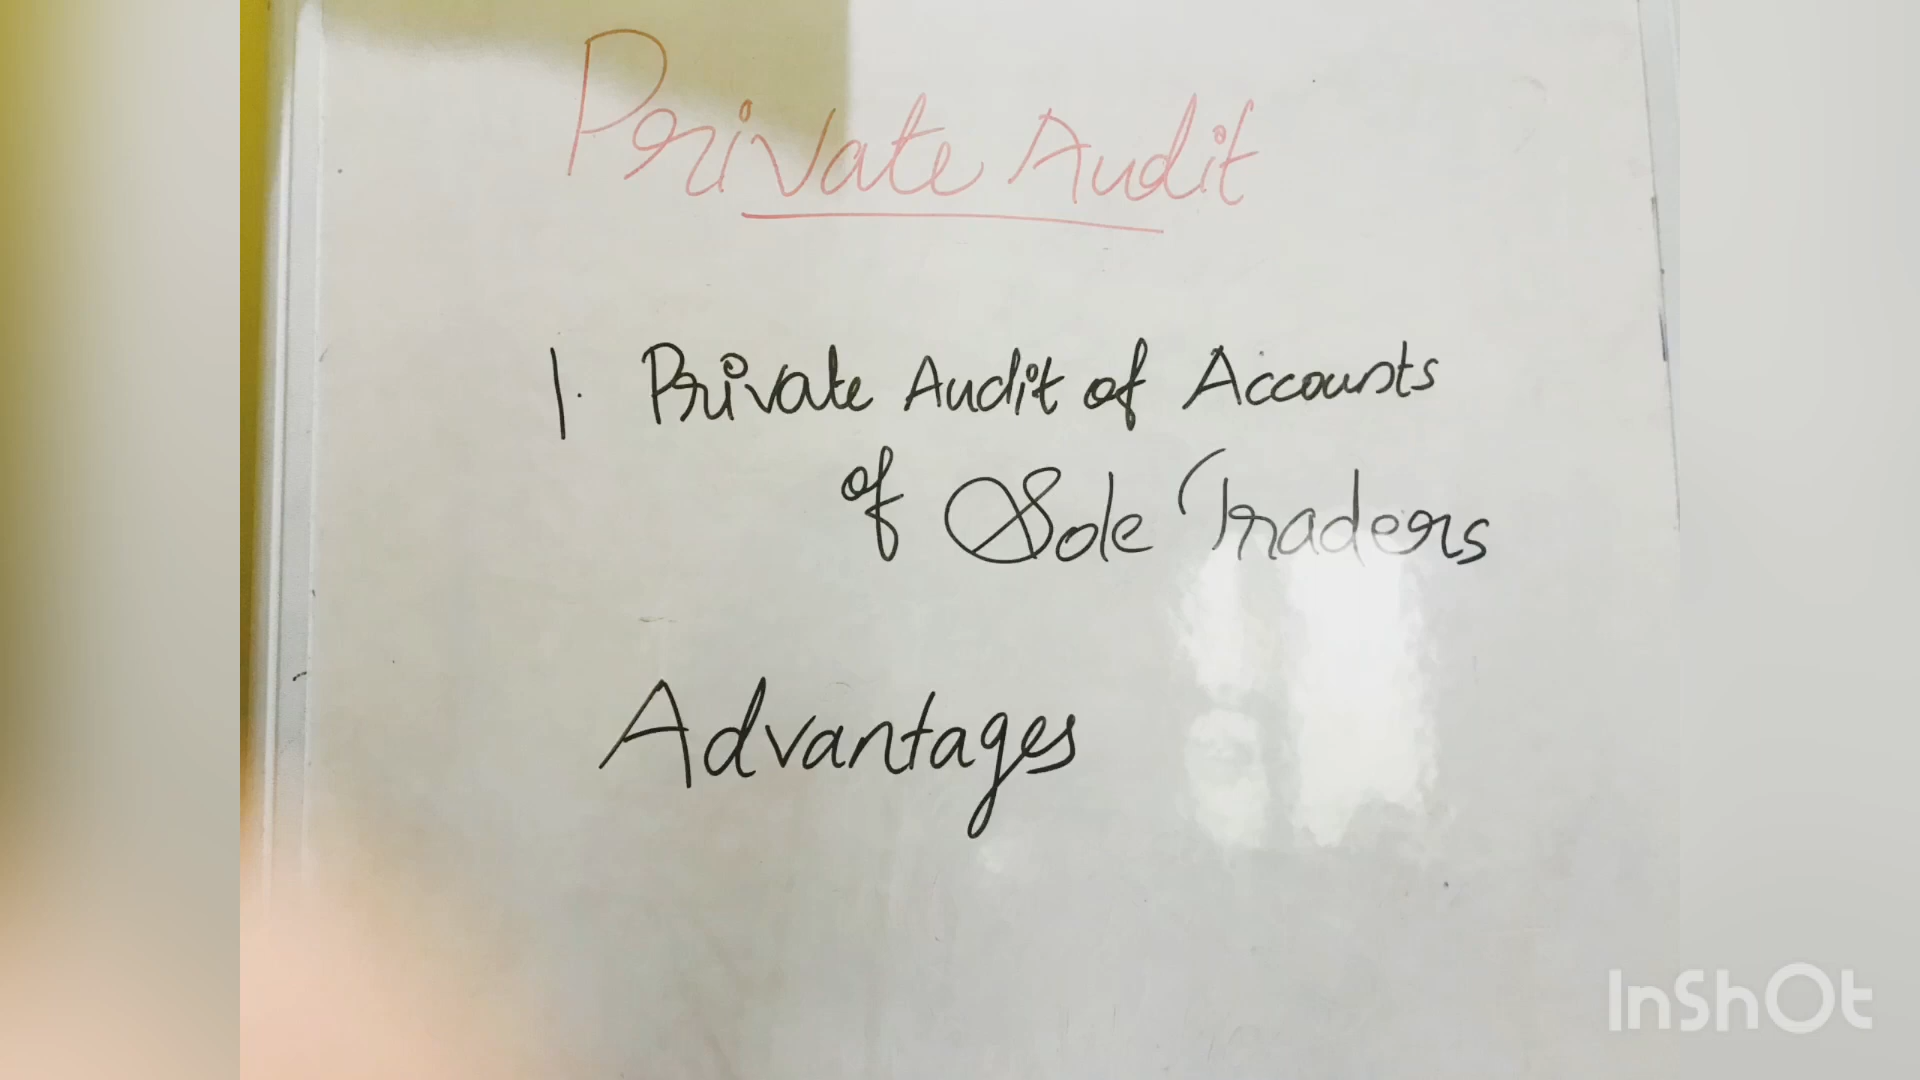 Private Audit
1. Private Audit of Accounts
of Sole Traders
Advantages
InShOt